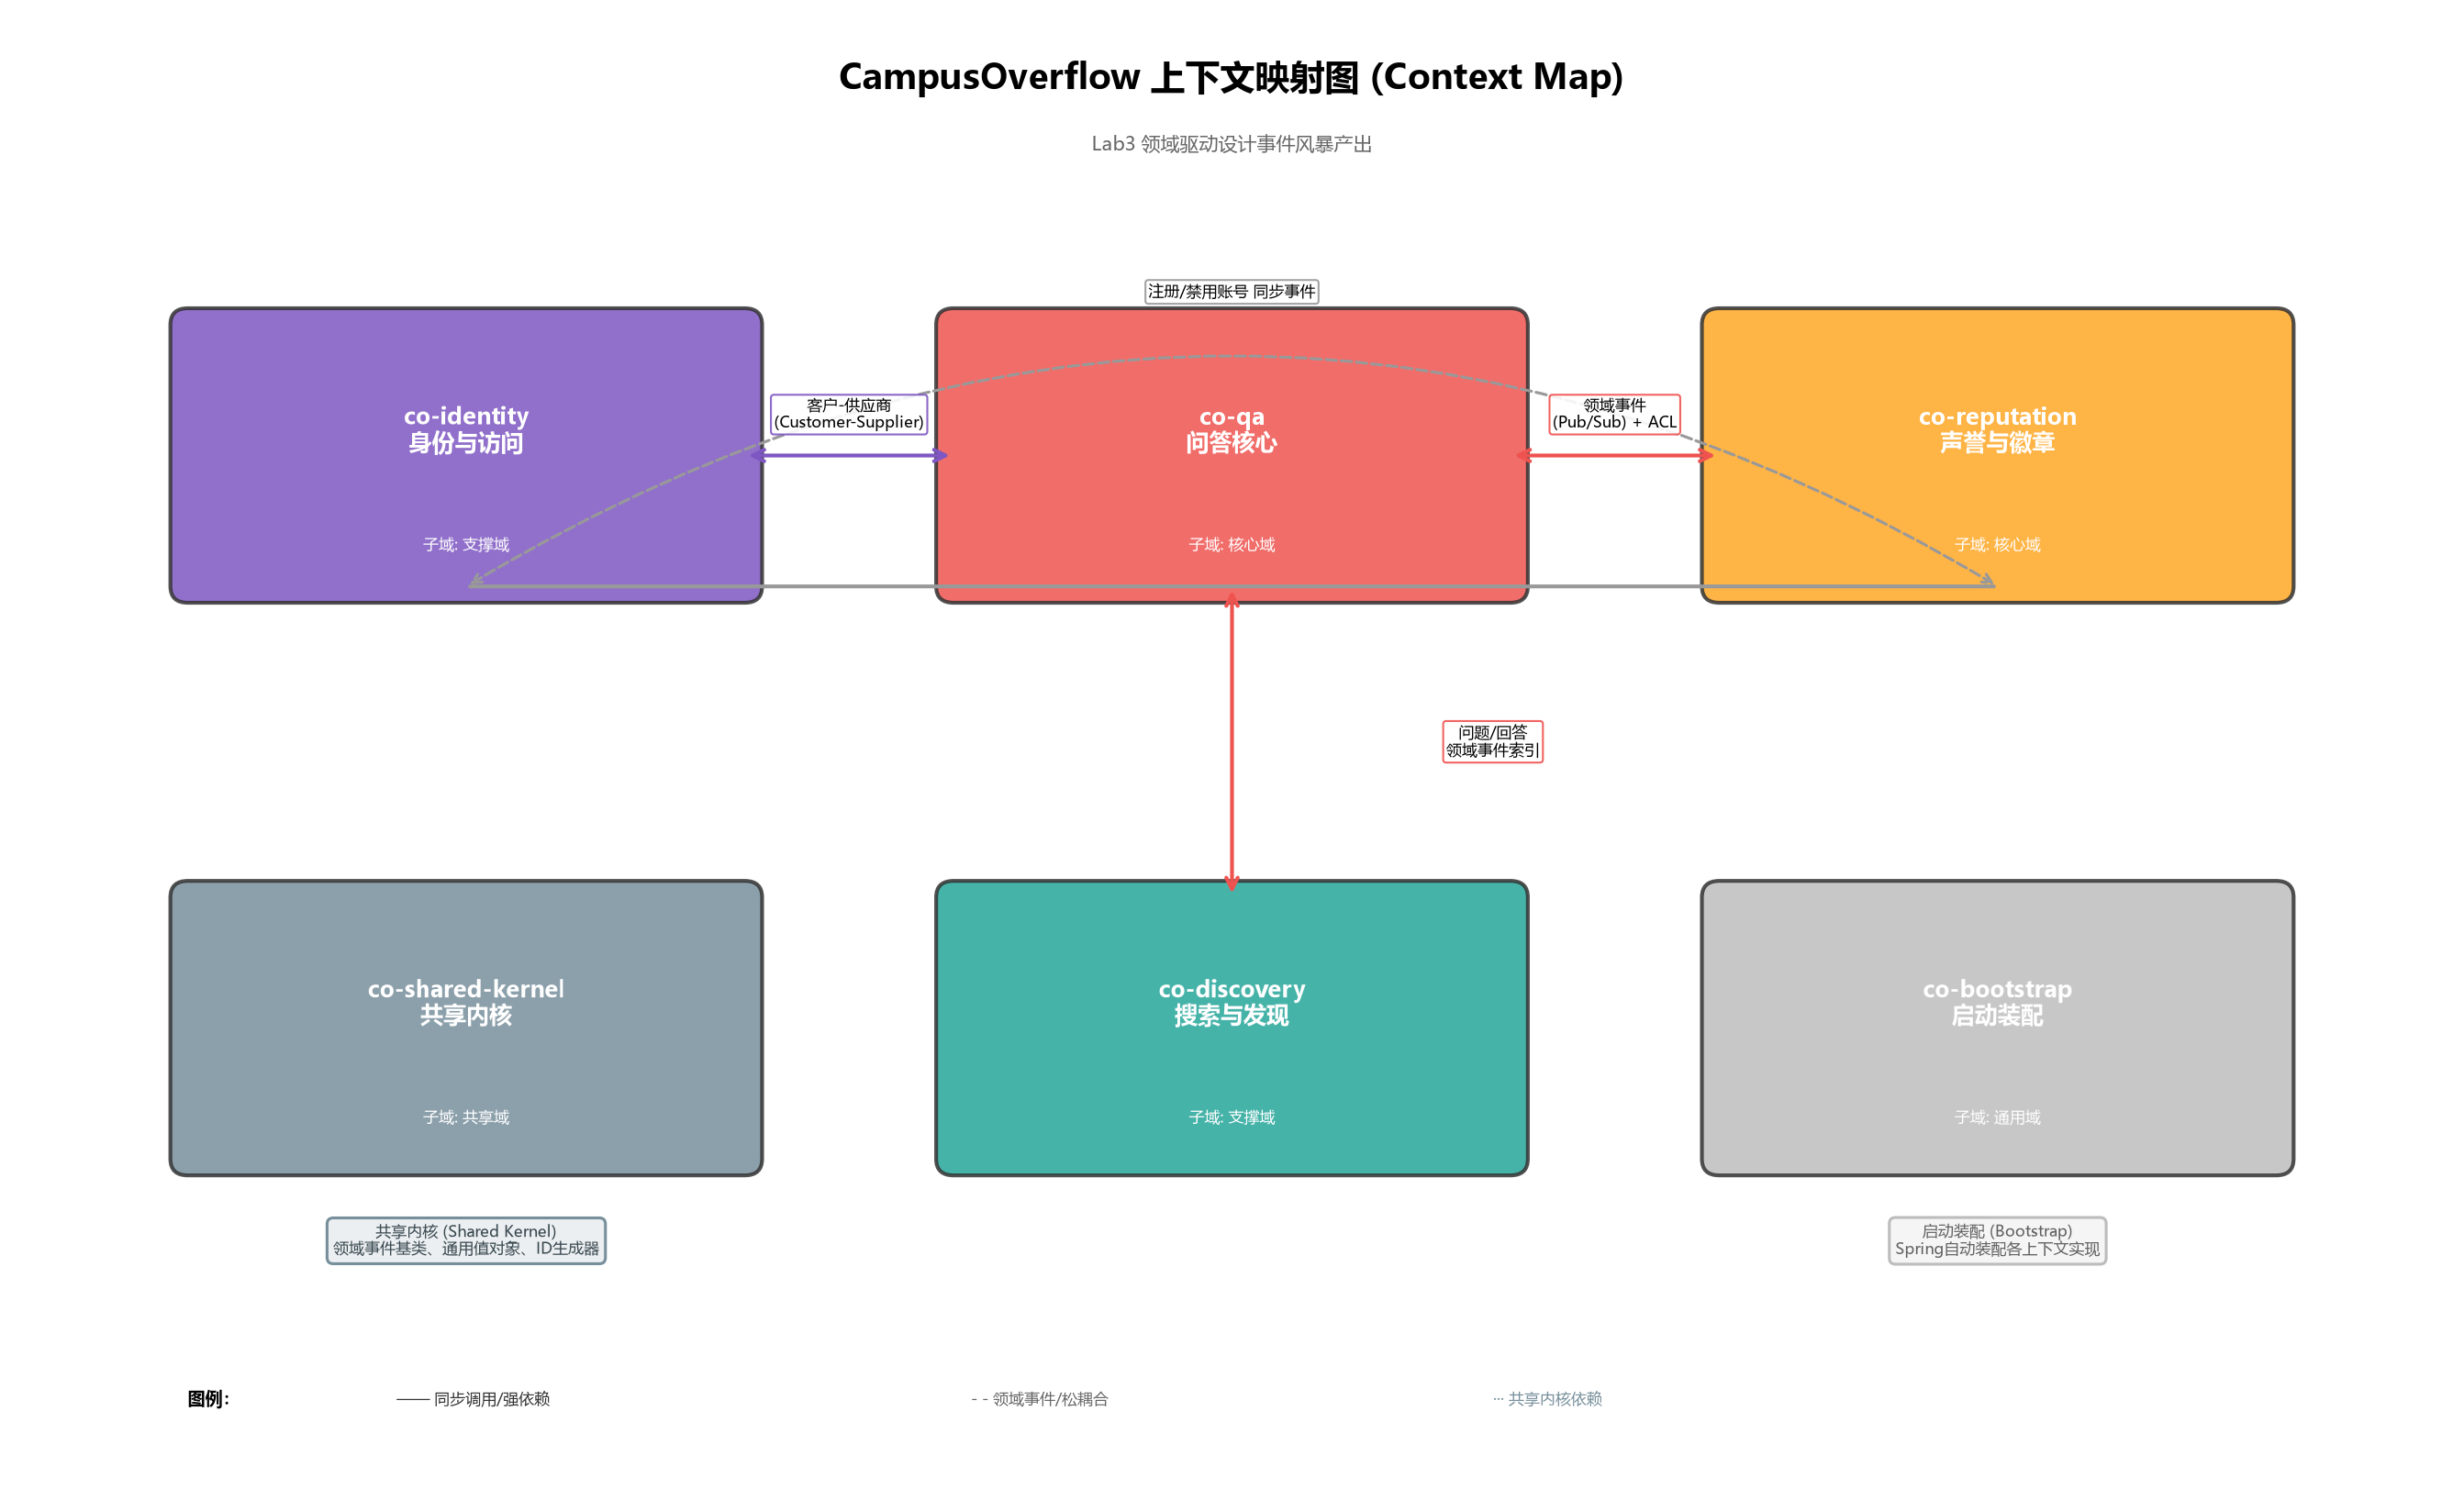 CampusOverflow 上下文映射图 (Context Map)
Lab3 领域驱动设计事件风暴产出
注册/禁用账号 同步事件
co-identity
身份与访问
子域: 支撑域
客户-供应商
(Customer-Supplier)
co-qa
问答核心
子域: 核心域
领域事件
(Pub/Sub) + ACL
co-reputation
声誉与徽章
子域: 核心域
问题/回答
领域事件索引
co-shared-kernel
共享内核
子域: 共享域
co-discovery
搜索与发现
子域: 支撑域
co-bootstrap
启动装配
子域: 通用域
共享内核 (Shared Kernel)
领域事件基类、通用值对象、ID生成器
启动装配 (Bootstrap)
Spring自动装配各上下文实现
图例:
—— 同步调用/强依赖
- - 领域事件/松耦合
··· 共享内核依赖